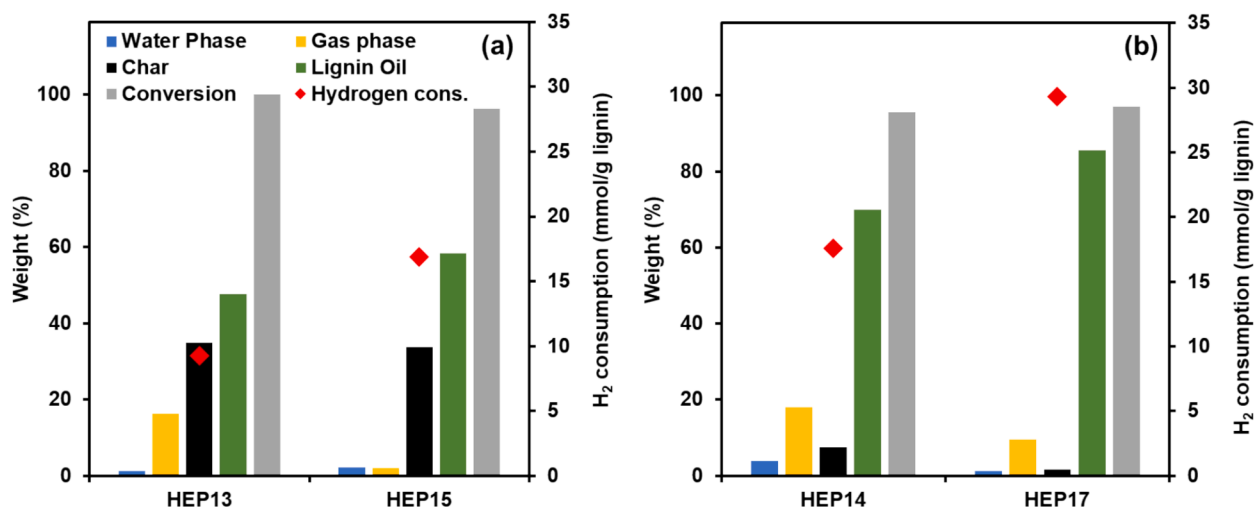 (a)
Water Phase
Gas phase
Char
Lignin Oil
Conversion
Hydrogen cons.
Weight (%)
0
20
40
60
80
100
H₂ consumption (mmol/g lignin)
0
5
10
15
20
25
30
35
HEP13
HEP15
(b)
Weight (%)
0
20
40
60
80
100
H₂ consumption (mmol/g lignin)
0
5
10
15
20
25
30
35
HEP14
HEP17